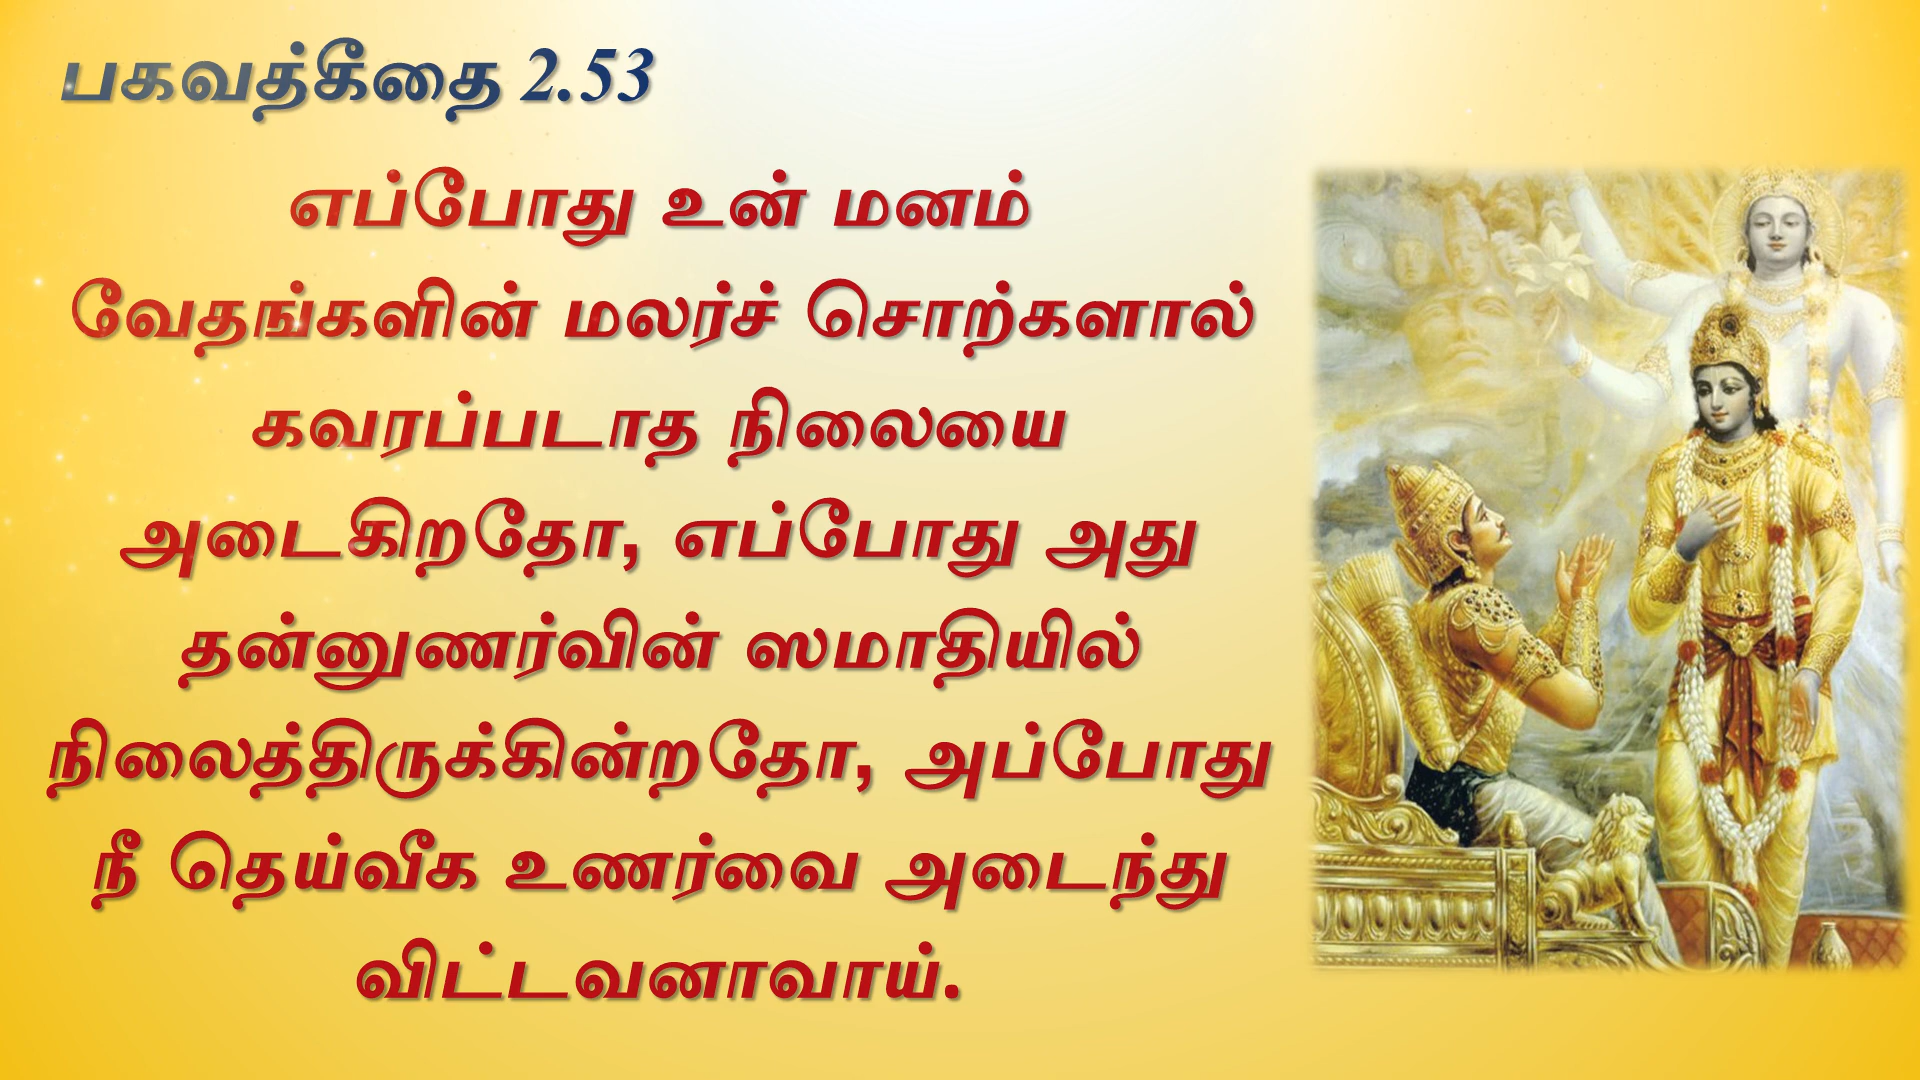 பகவத்கீதை 2.53
எப்போது உன் மனம்
வேதங்களின் மலர்ச் சொற்களால்
கவரப்படாத நிலையை
அடைகிறதோ, எப்போது அது
தன்னுணர்வின் ஸமாதியில்
நிலைத்திருக்கின்றதோ, அப்போது
நீ தெய்வீக உணர்வை அடைந்து
விட்டவனாவாய்.